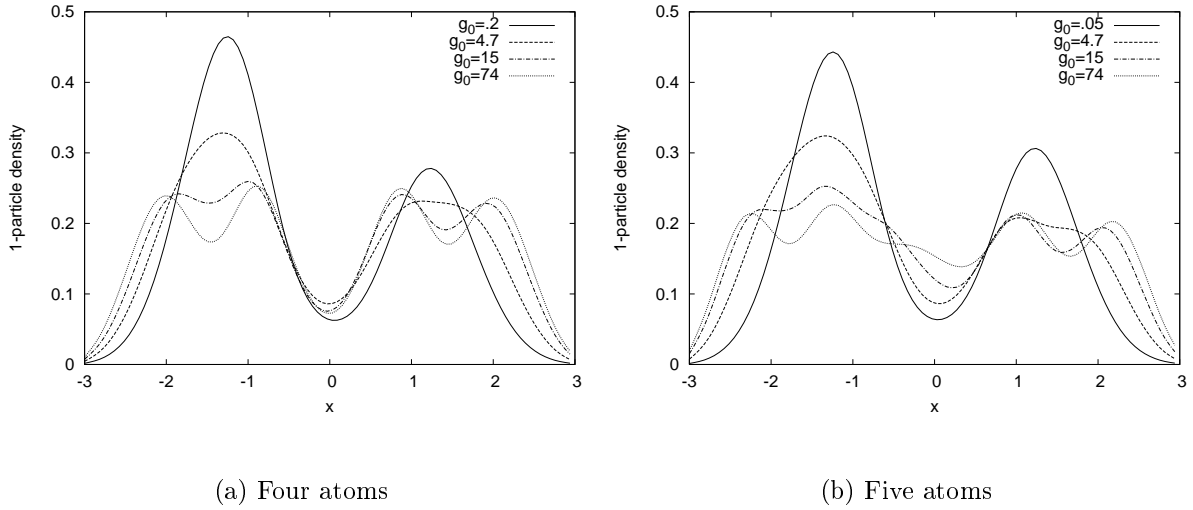 0.5
0.4
0.3
0.2
0.1
0
-3 -2 -1 0 1 2 3
1-particle density
x
g0=.2
g0=4.7
g0=15
g0=74
(a) Four atoms
0.5
0.4
0.3
0.2
0.1
0
-3 -2 -1 0 1 2 3
1-particle density
x
g0=.05
g0=4.7
g0=15
g0=74
(b) Five atoms